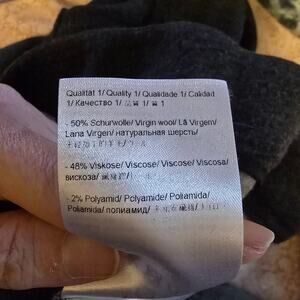 Qualität 1/ Quality 1/ Qualidade 1/ Calidad
1/ Качество 1/
- 50% Schurwolle/ Virgin wool/ Lã Virgem/
Lana Virgen/ натуральная шерсть/
- 48% Viskose/ Viscose/ Viscose/ Viscosa/
вискоза/
- 2% Polyamid/ Polyamide/ Poliamida/
Poliamida/ полиамид/